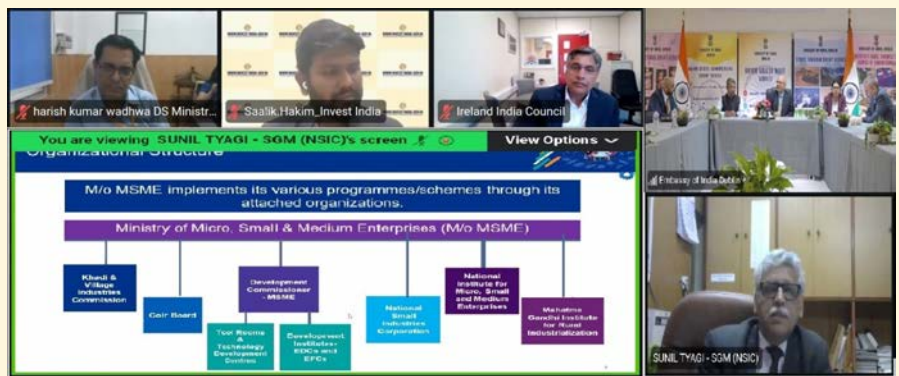 harish kumar wadhwa DS Ministr...
Saalik,Hakim_Invest India
Ireland India Council
Embassy of India Dublin
You are viewing SUNIL TYAGI - SGM (NSIC)'s screen
View Options
Organizational Structure
M/o MSME implements its various programmes/schemes through its
attached organizations.
Ministry of Micro, Small & Medium Enterprises (M/o MSME)
Khadi &
Village
Industries
Commission
Coir Board
Development
Commissioner
- MSME
Tool Rooms
&
Technology
Development
Centres
Development
Institutes-
EDCs and
EFCs
National
Small
Industries
Corporation
National
Institute for
Micro, Small
and Medium
Enterprises
Mahatma
Gandhi Institute
for Rural
Industrialization
SUNIL TYAGI - SGM (NSIC)